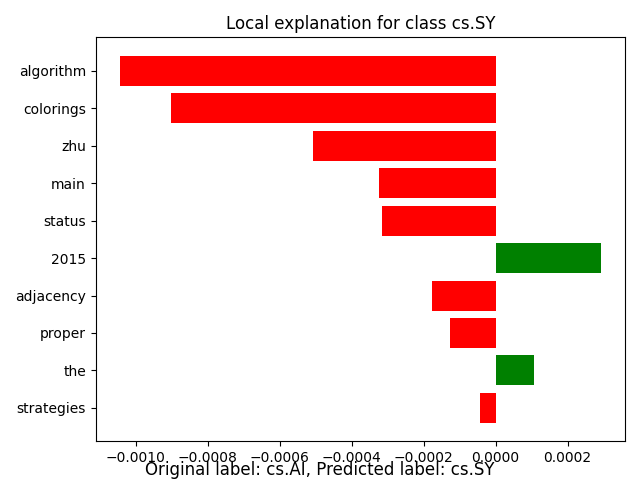 Local explanation for class cs.SY
algorithm
colorings
zhu
main
status
2015
adjacency
proper
the
strategies
−0.0010 −0.0008 −0.0006 −0.0004 −0.0002 0.0000 0.0002
Original label: cs.AI, Predicted label: cs.SY